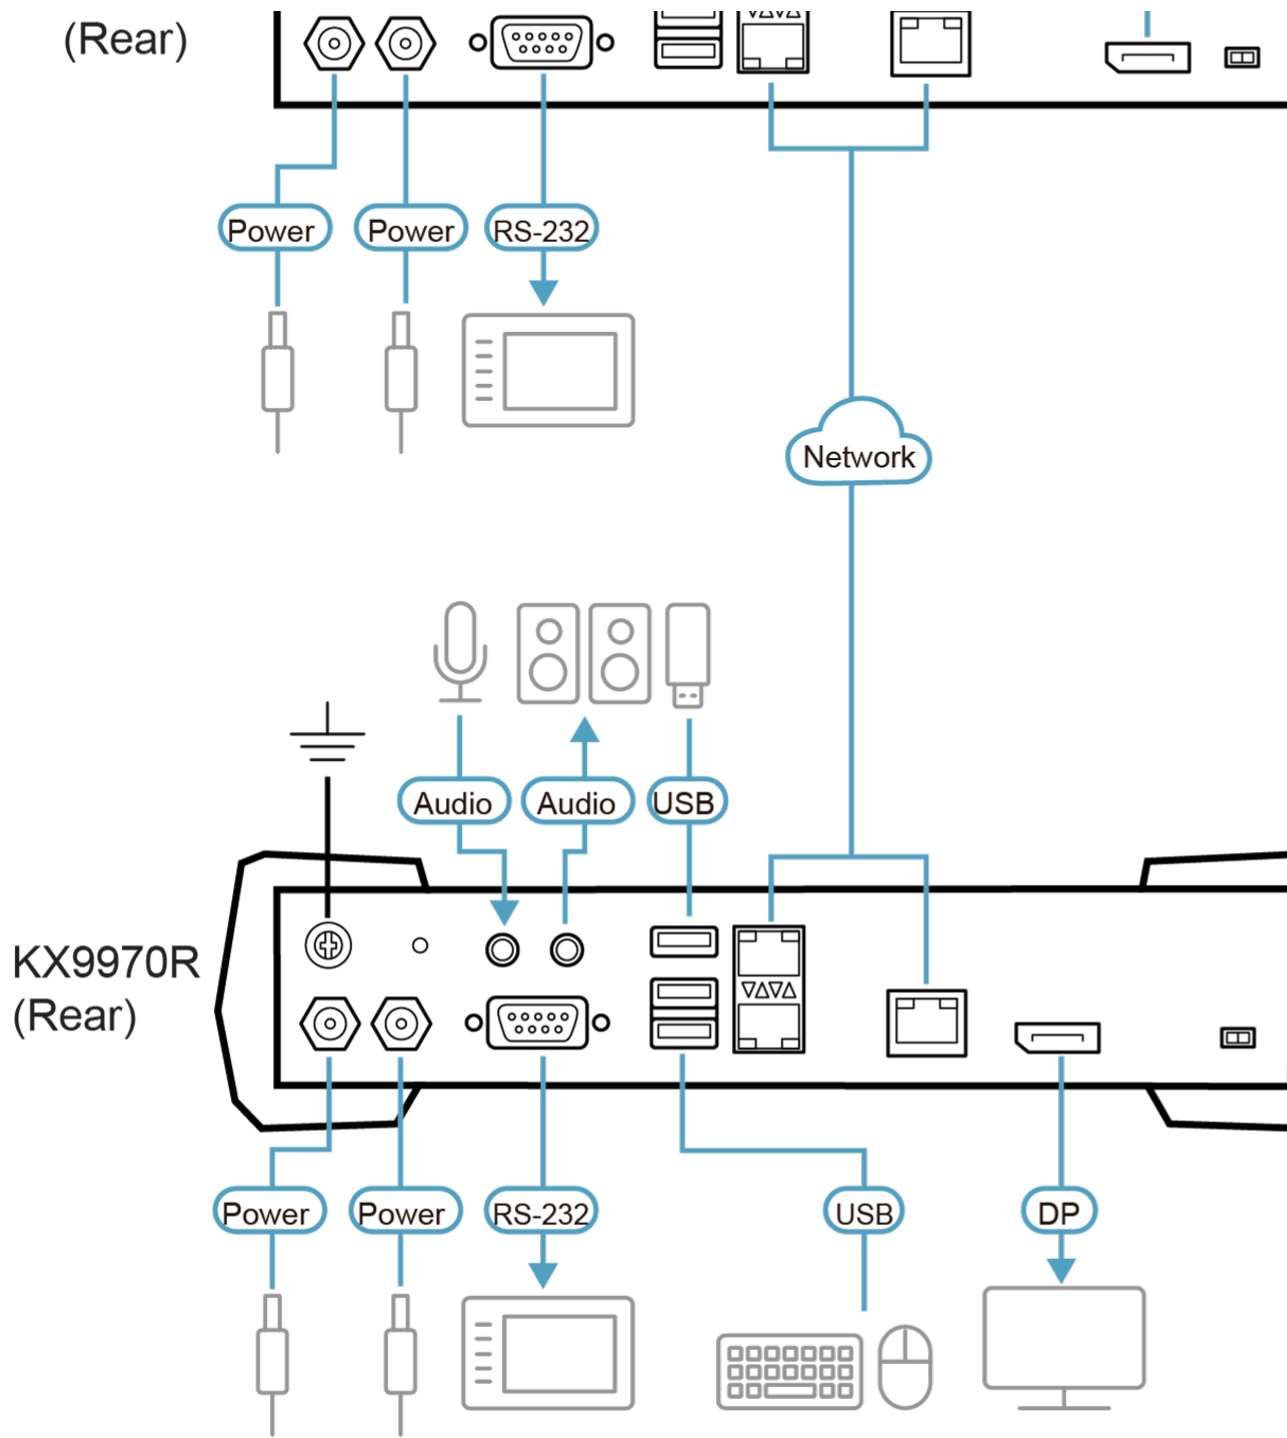 (Rear)
Power
Power
RS-232
Network
Audio
Audio
USB
KX9970R
(Rear)
Power
Power
RS-232
USB
DP